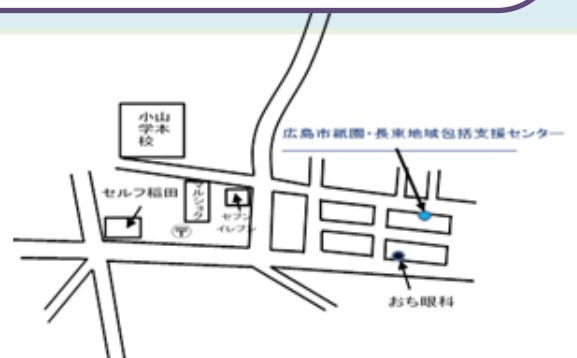 山本
小学校
広島市祇園・長束地域包括支援センター
セルフ稲田
マルショク
セブン
イレブン
〒
おち眼科